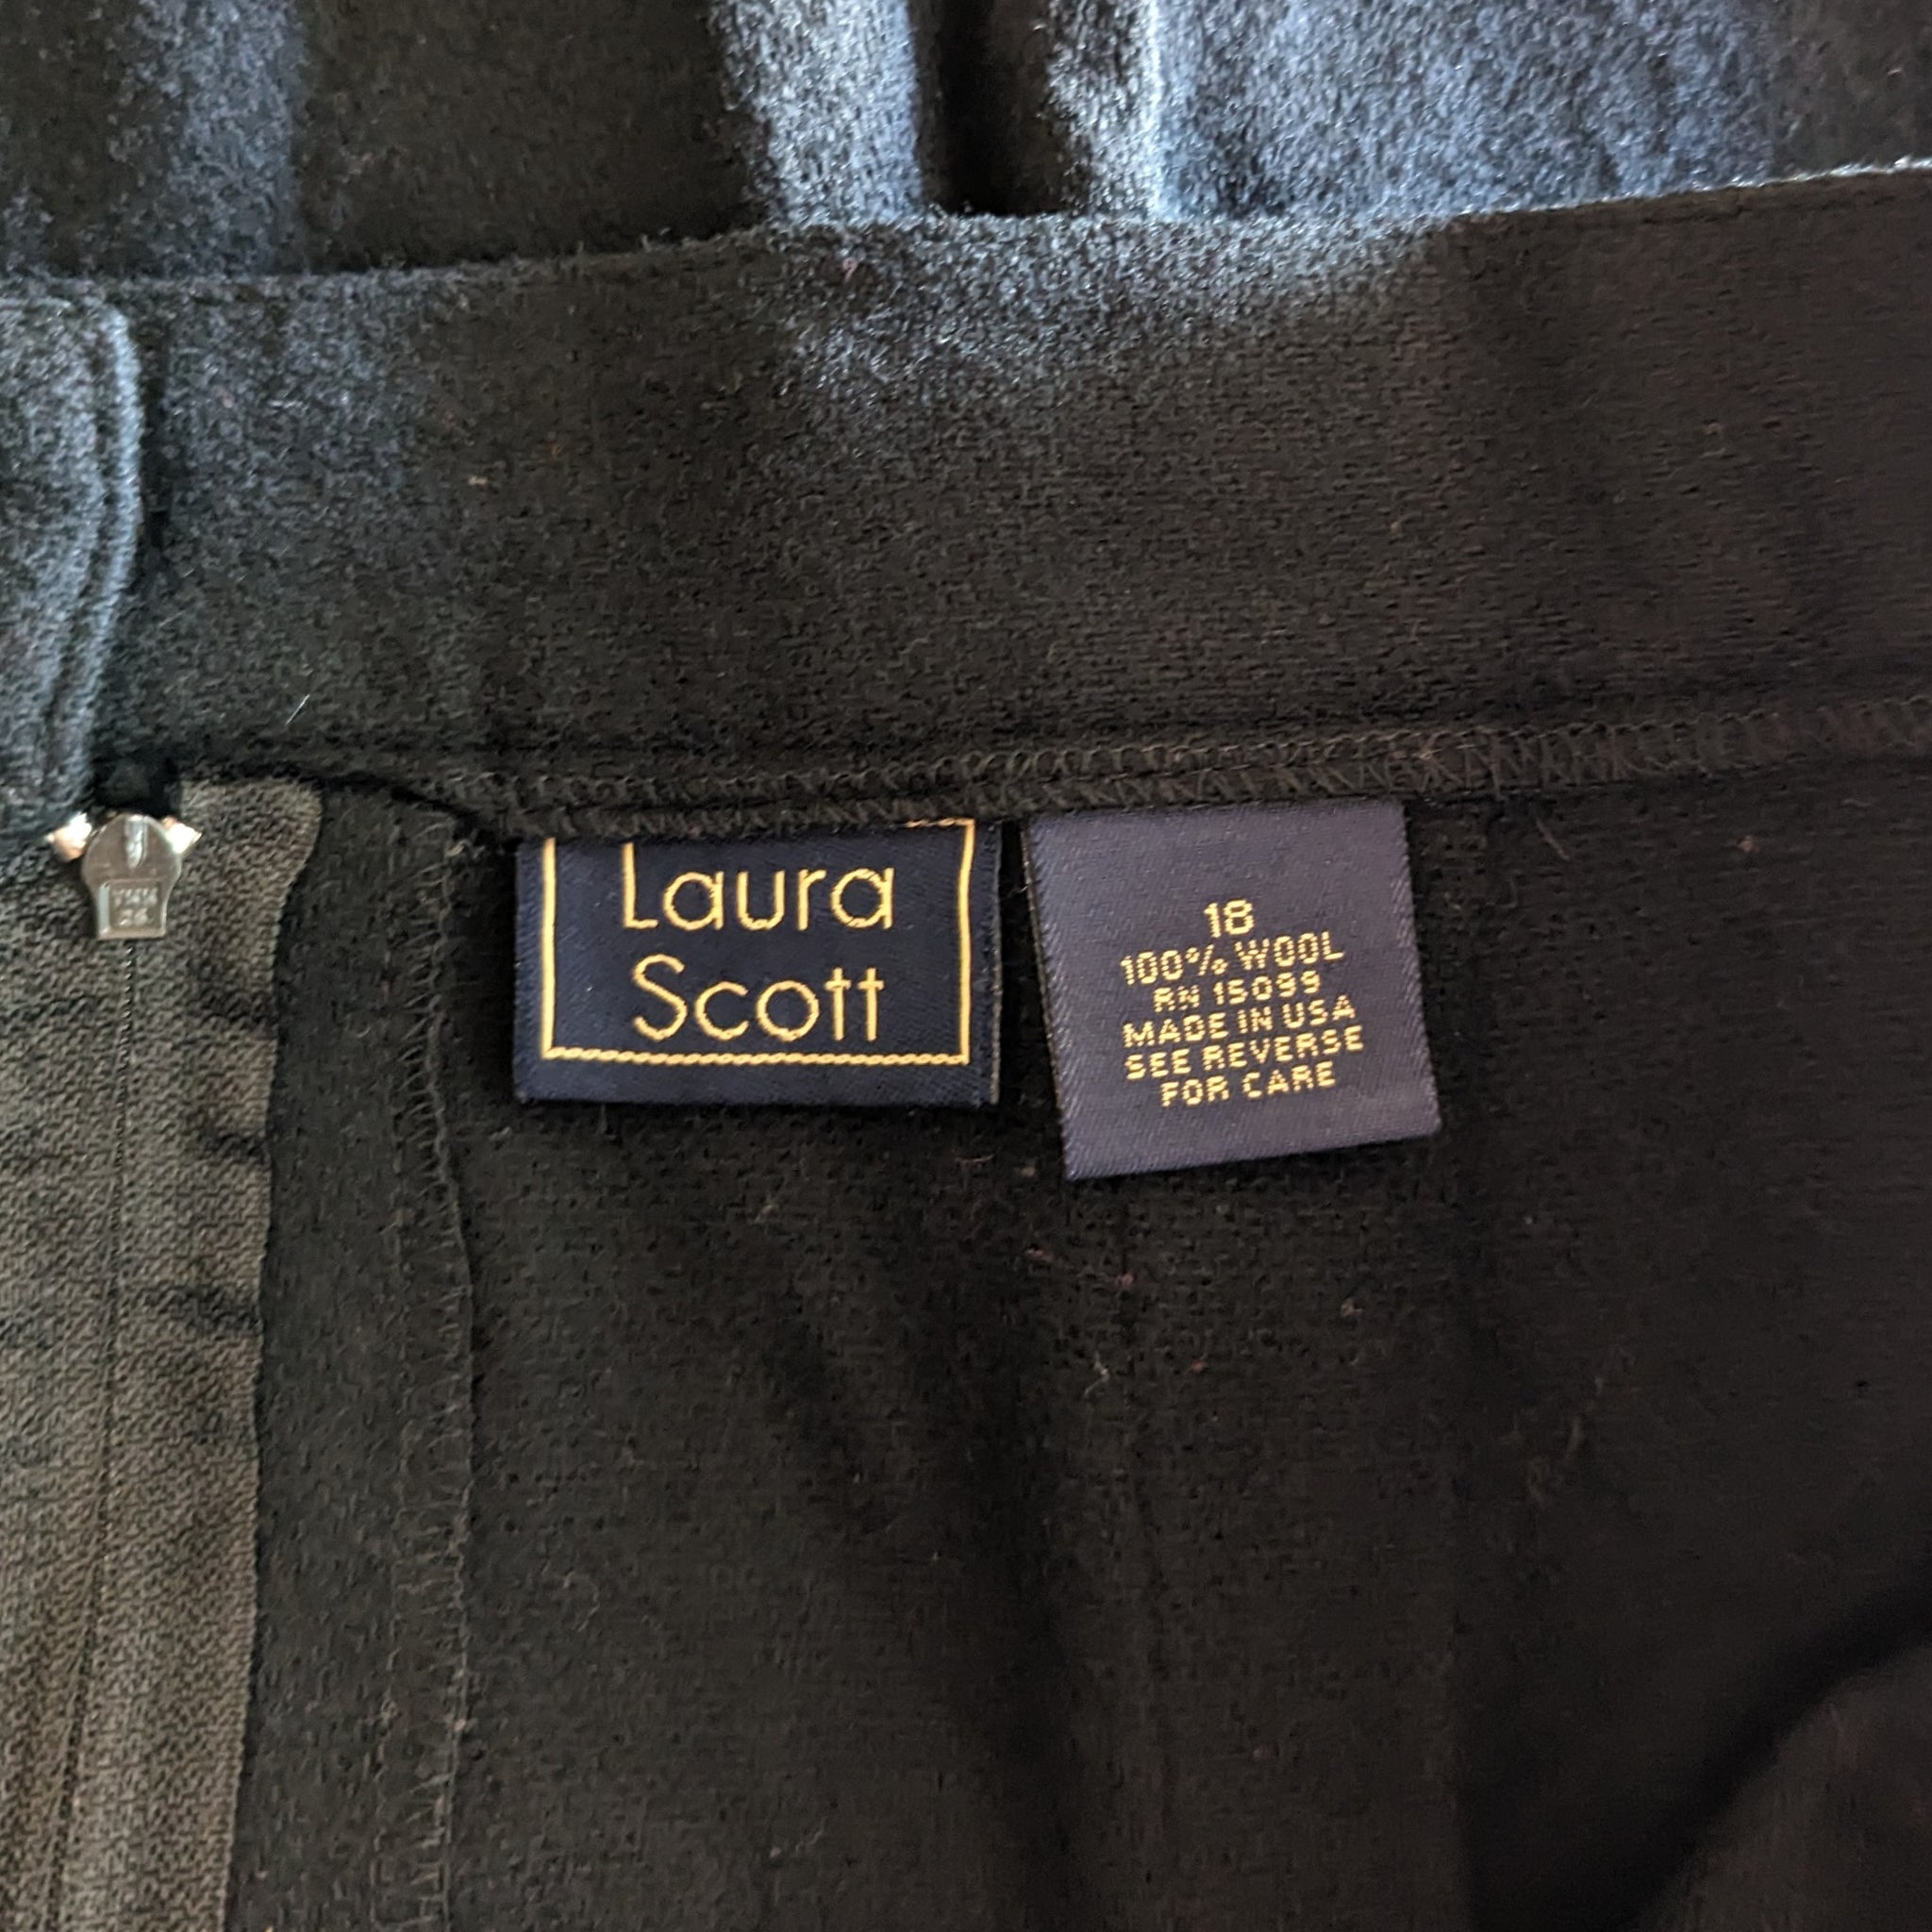 Laura
Scott
18
100% WOOL
RN 15099
MADE IN USA
SEE REVERSE
FOR CARE